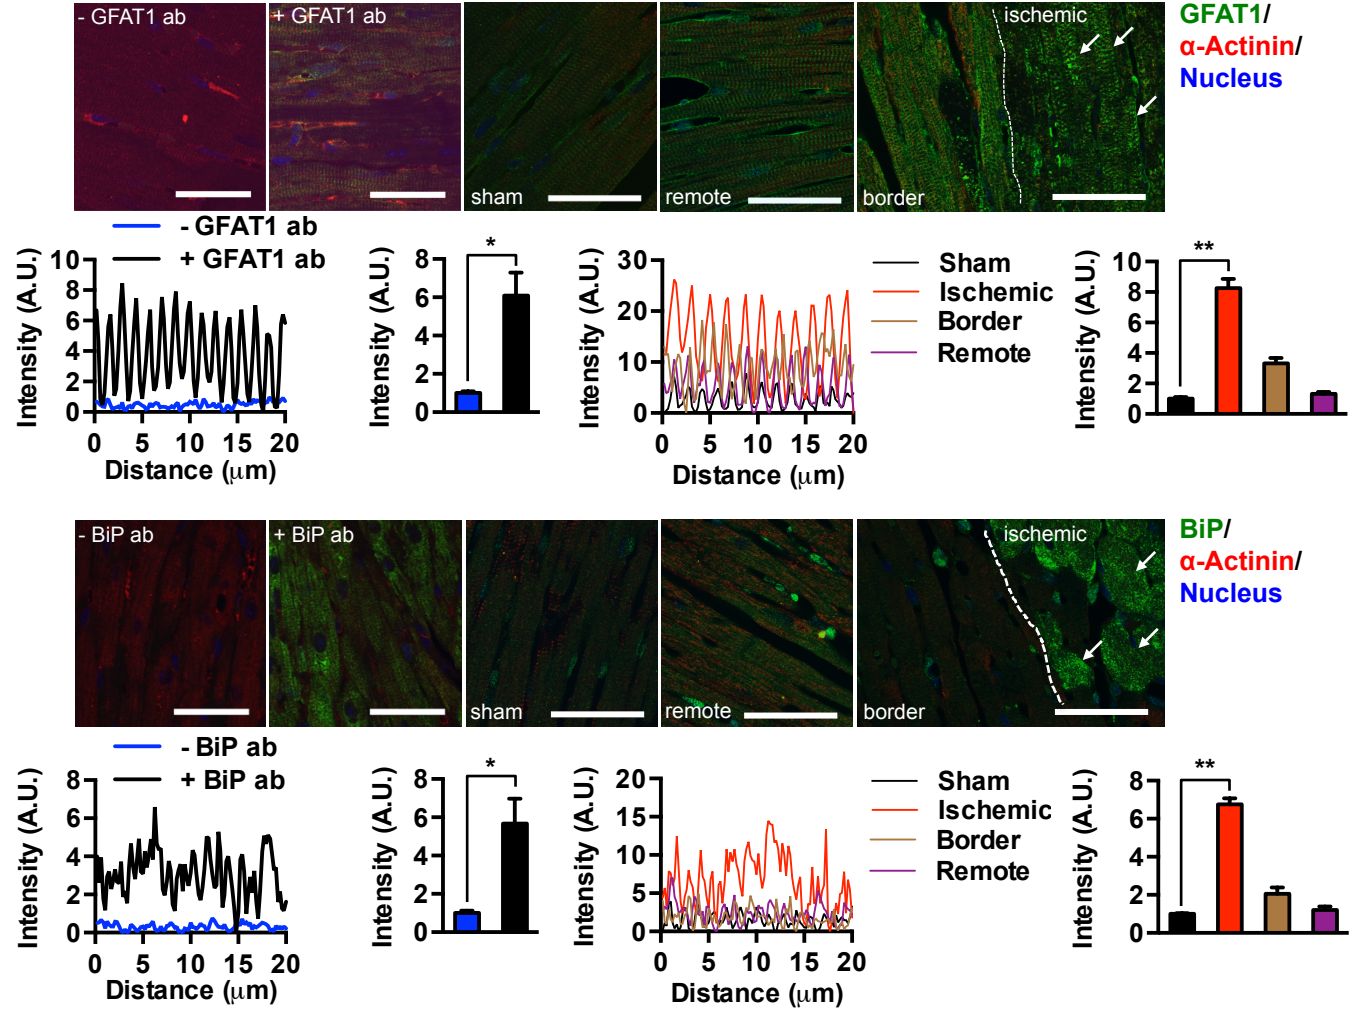 - GFAT1 ab
+ GFAT1 ab
sham
remote
border
ischemic
GFAT1/
α-Actinin/
Nucleus
- GFAT1 ab
+ GFAT1 ab
Intensity (A.U.)
10
8
6
4
2
0
0 5 10 15 20
Distance (μm)
Intensity (A.U.)
8
6
4
2
0
*
Intensity (A.U.)
30
20
10
0
0 5 10 15 20
Distance (μm)
Sham
Ischemic
Border
Remote
Intensity (A.U.)
10
8
6
4
2
0
**
- BiP ab
+ BiP ab
sham
remote
border
ischemic
BiP/
α-Actinin/
Nucleus
- BiP ab
+ BiP ab
Intensity (A.U.)
8
6
4
2
0
0 5 10 15 20
Distance (μm)
Intensity (A.U.)
8
6
4
2
0
*
Intensity (A.U.)
20
15
10
5
0
0 5 10 15 20
Distance (μm)
Sham
Ischemic
Border
Remote
Intensity (A.U.)
8
6
4
2
0
**